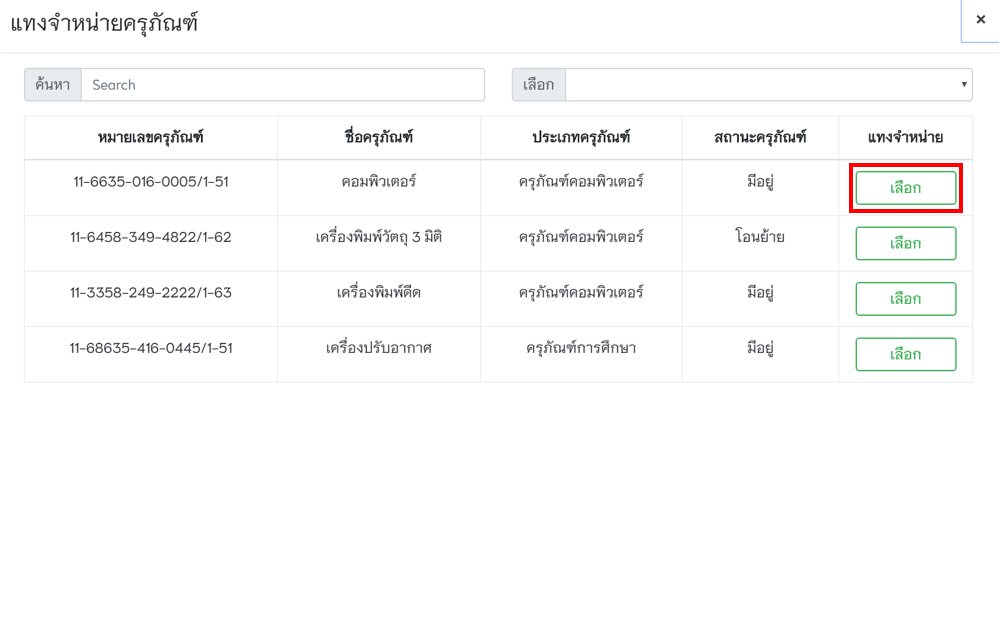 แทงจำหน่ายครุภัณฑ์ ×
ค้นหา Search เลือก
หมายเลขครุภัณฑ์ ชื่อครุภัณฑ์ ประเภทครุภัณฑ์ สถานะครุภัณฑ์ แทงจำหน่าย
11-6635-016-0005/1-51 คอมพิวเตอร์ ครุภัณฑ์คอมพิวเตอร์ มีอยู่ เลือก
11-6458-349-4822/1-62 เครื่องพิมพ์วัตถุ 3 มิติ ครุภัณฑ์คอมพิวเตอร์ โอนย้าย เลือก
11-3358-249-2222/1-63 เครื่องพิมพ์ดีด ครุภัณฑ์คอมพิวเตอร์ มีอยู่ เลือก
11-68635-416-0445/1-51 เครื่องปรับอากาศ ครุภัณฑ์การศึกษา มีอยู่ เลือก